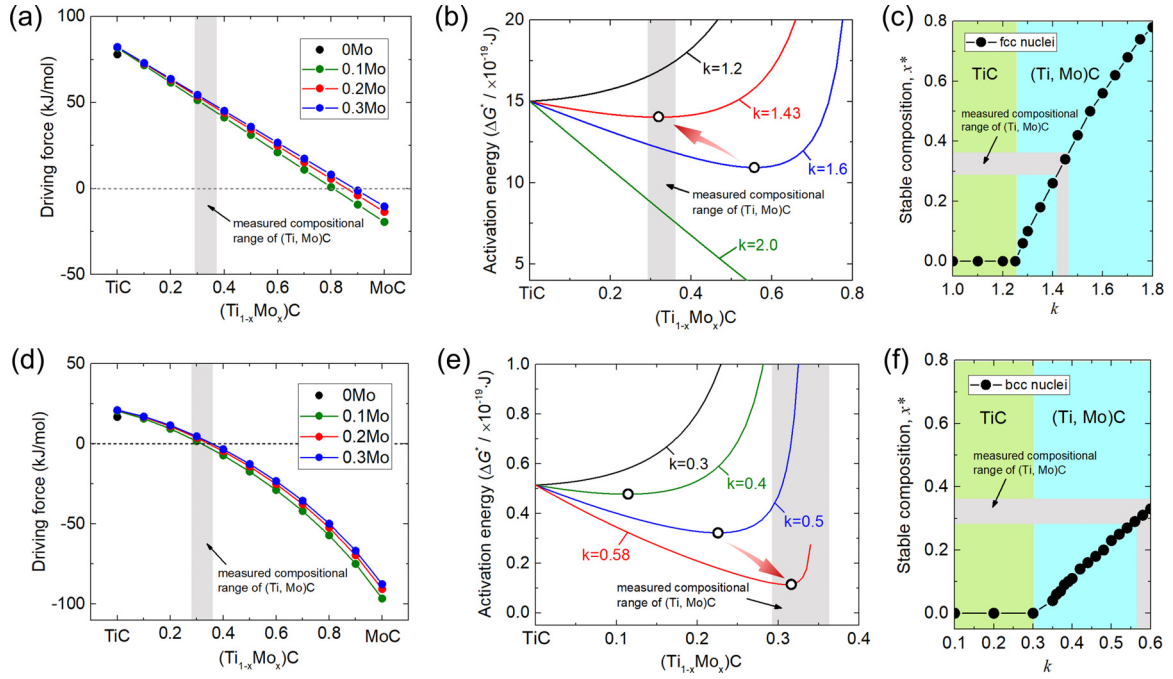 (a)
100
50
0
-50
Driving force (kJ/mol)
0Mo
0.1Mo
0.2Mo
0.3Mo
measured compositional
range of (Ti, Mo)C
TiC 0.2 0.4 0.6 0.8 MoC
(Ti1-xMox)C
(b)
20
15
10
5
Activation energy (ΔG* / ×10-19·J)
k=1.2
k=1.43
k=1.6
k=2.0
measured compositional
range of (Ti, Mo)C
TiC 0.2 0.4 0.6 0.8
(Ti1-xMox)C
(c)
0.8
0.6
0.4
0.2
0.0
Stable composition, x*
fcc nuclei
TiC (Ti, Mo)C
measured compositional
range of (Ti, Mo)C
1.0 1.2 1.4 1.6 1.8
k
(d)
50
0
-50
-100
Driving force (kJ/mol)
0Mo
0.1Mo
0.2Mo
0.3Mo
measured compositional
range of (Ti, Mo)C
TiC 0.2 0.4 0.6 0.8 MoC
(Ti1-xMox)C
(e)
1.0
0.8
0.6
0.4
0.2
0.0
Activation energy (ΔG* / ×10-19·J)
k=0.3
k=0.4
k=0.5
k=0.58
measured compositional
range of (Ti, Mo)C
TiC 0.1 0.2 0.3 0.4
(Ti1-xMox)C
(f)
0.8
0.6
0.4
0.2
0.0
Stable composition, x*
bcc nuclei
TiC (Ti, Mo)C
measured compositional
range of (Ti, Mo)C
0.1 0.2 0.3 0.4 0.5 0.6
k